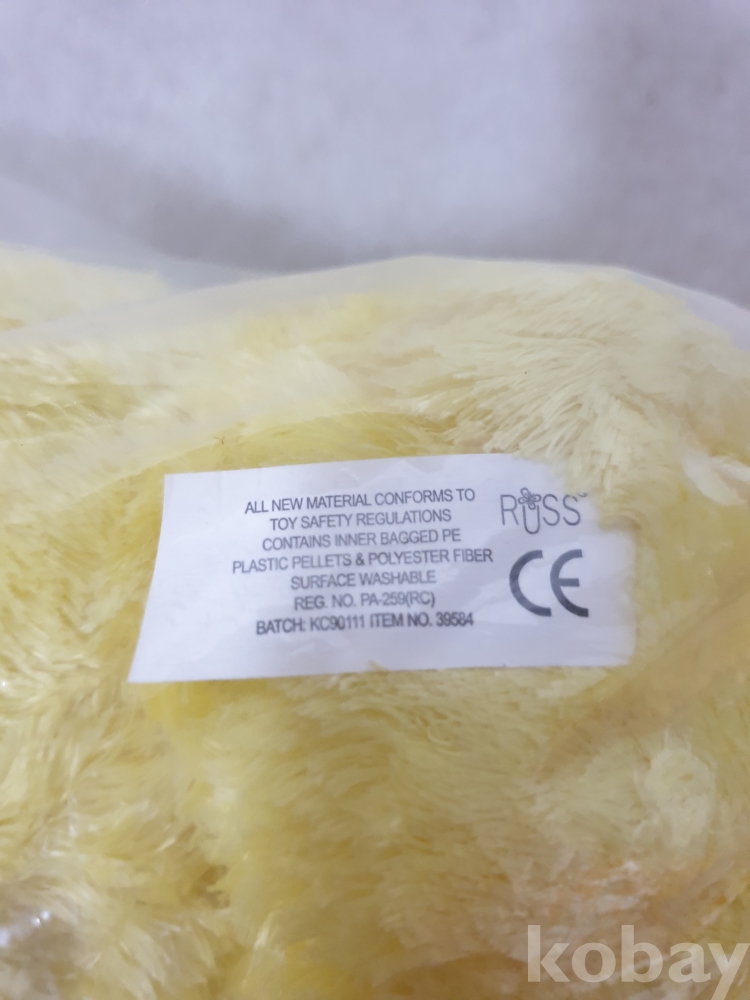 ALL NEW MATERIAL CONFORMS TO
TOY SAFETY REGULATIONS
CONTAINS INNER BAGGED PE
PLASTIC PELLETS & POLYESTER FIBER
SURFACE WASHABLE
REG. NO. PA-259(RC)
BATCH: KC90111 ITEM NO. 39584
RUSS
CE
kobay